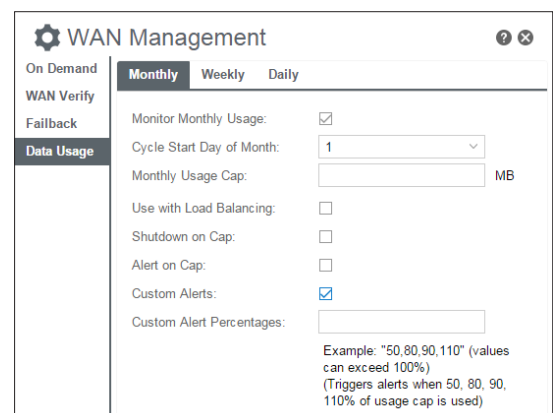 WAN Management
On Demand
WAN Verify
Failback
Data Usage
Monthly Weekly Daily
Monitor Monthly Usage:
Cycle Start Day of Month: 1
Monthly Usage Cap: MB
Use with Load Balancing:
Shutdown on Cap:
Alert on Cap:
Custom Alerts:
Custom Alert Percentages:
Example: "50,80,90,110" (values
can exceed 100%)
(Triggers alerts when 50, 80, 90,
110% of usage cap is used)